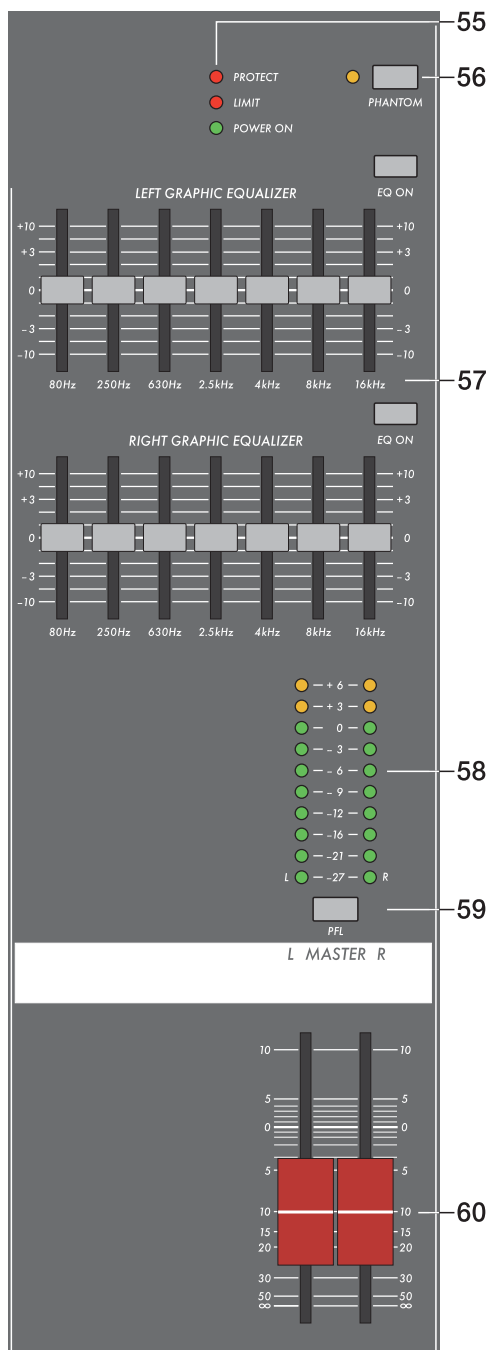 55
PROTECT
56
LIMIT
PHANTOM
POWER ON
EQ ON
LEFT GRAPHIC EQUALIZER
+10 +10
+3 +3
0 0
–3 –3
–10 –10
80Hz 250Hz 630Hz 2.5kHz 4kHz 8kHz 16kHz
57
EQ ON
RIGHT GRAPHIC EQUALIZER
+10 +10
+3 +3
0 0
–3 –3
–10 –10
80Hz 250Hz 630Hz 2.5kHz 4kHz 8kHz 16kHz
+ 6
+ 3
0
– 3
– 6
58
– 9
–12
–16
–21
L –27 R
59
PFL
L MASTER R
10 10
5 5
0 0
5 5
10 10
60
15 15
20 20
30 30
50 50
∞ ∞